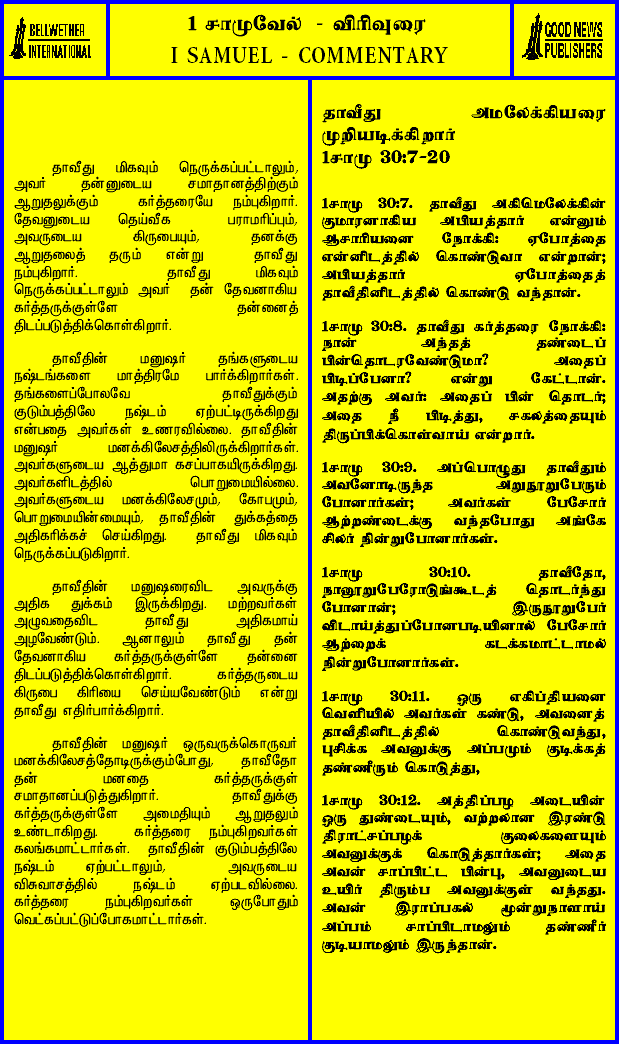 BELLWETHER
INTERNATIONAL
1 சாமுவேல் - விரிவுரை
I SAMUEL - COMMENTARY
GOOD NEWS
PUBLISHERS
தாவீது மிகவும் நெருக்கப்பட்டாலும்,
அவர் தன்னுடைய சமாதானத்திற்கும்
ஆறுதலுக்கும் கர்த்தரையே நம்புகிறார்.
தேவனுடைய தெய்வீக பராமரிப்பும்,
அவருடைய கிருபையும், தனக்கு
ஆறுதலைத் தரும் என்று தாவீது
நம்புகிறார். தாவீது மிகவும்
நெருக்கப்பட்டாலும் அவர் தன் தேவனாகிய
கர்த்தருக்குள்ளே தன்னைத்
திடப்படுத்திக்கொள்கிறார்.
தாவீதின் மனுஷர் தங்களுடைய
நஷ்டங்களை மாத்திரமே பார்க்கிறார்கள்.
தங்களைப்போலவே தாவீதுக்கும்
குடும்பத்திலே நஷ்டம் ஏற்பட்டிருக்கிறது
என்பதை அவர்கள் உணரவில்லை. தாவீதின்
மனுஷர் மனக்கிலேசத்திலிருக்கிறார்கள்.
அவர்களுடைய ஆத்துமா கசப்பாகயிருக்கிறது.
அவர்களிடத்தில் பொறுமையில்லை.
அவர்களுடைய மனக்கிலேசமும், கோபமும்,
பொறுமையின்மையும், தாவீதின் துக்கத்தை
அதிகரிக்கச் செய்கிறது. தாவீது மிகவும்
நெருக்கப்படுகிறார்.
தாவீதின் மனுஷரைவிட அவருக்கு
அதிக துக்கம் இருக்கிறது. மற்றவர்கள்
அழுவதைவிட தாவீது அதிகமாய்
அழவேண்டும். ஆனாலும் தாவீது தன்
தேவனாகிய கர்த்தருக்குள்ளே தன்னை
திடப்படுத்திக்கொள்கிறார். கர்த்தருடைய
கிருபை கிரியை செய்யவேண்டும் என்று
தாவீது எதிர்பார்க்கிறார்.
தாவீதின் மனுஷர் ஒருவருக்கொருவர்
மனக்கிலேசத்தோடிருக்கும்போது, தாவீதோ
தன் மனதை கர்த்தருக்குள்
சமாதானப்படுத்துகிறார். தாவீதுக்கு
கர்த்தருக்குள்ளே அமைதியும் ஆறுதலும்
உண்டாகிறது. கர்த்தரை நம்புகிறவர்கள்
கலங்கமாட்டார்கள். தாவீதின் குடும்பத்திலே
நஷ்டம் ஏற்பட்டாலும், அவருடைய
விசுவாசத்தில் நஷ்டம் ஏற்படவில்லை.
கர்த்தரை நம்புகிறவர்கள் ஒருபோதும்
வெட்கப்பட்டுப்போகமாட்டார்கள்.
தாவீது அமலேக்கியரை
முறியடிக்கிறார்
1சாமு 30:7-20
1சாமு 30:7. தாவீது அகிமெலேக்கின்
குமாரனாகிய அபியத்தார் என்னும்
ஆசாரியனை நோக்கி: ஏபோத்தை
என்னிடத்தில் கொண்டுவா என்றான்;
அபியத்தார் ஏபோத்தைத்
தாவீதினிடத்தில் கொண்டு வந்தான்.
1சாமு 30:8. தாவீது கர்த்தரை நோக்கி:
நான் அந்தத் தண்டைப்
பின்தொடரவேண்டுமா? அதைப்
பிடிப்பேனா? என்று கேட்டான்.
அதற்கு அவர்: அதைப் பின் தொடர்;
அதை நீ பிடித்து, சகலத்தையும்
திருப்பிக்கொள்வாய் என்றார்.
1சாமு 30:9. அப்பொழுது தாவீதும்
அவனோடிருந்த அறுநூறுபேரும்
போனார்கள்; அவர்கள் பேசோர்
ஆற்றண்டைக்கு வந்தபோது அங்கே
சிலர் நின்றுபோனார்கள்.
1சாமு 30:10. தாவீதோ,
நானூறுபேரோடுங்கூடத் தொடர்ந்து
போனான்; இருநூறுபேர்
விடாய்த்துப்போனபடியினால் பேசோர்
ஆற்றைக் கடக்கமாட்டாமல்
நின்றுபோனார்கள்.
1சாமு 30:11. ஒரு எகிப்தியனை
வெளியில் அவர்கள் கண்டு, அவனைத்
தாவீதினிடத்தில் கொண்டுவந்து,
புசிக்க அவனுக்கு அப்பமும் குடிக்கத்
தண்ணீரும் கொடுத்து,
1சாமு 30:12. அத்திப்பழ அடையின்
ஒரு துண்டையும், வற்றலான இரண்டு
திராட்சப்பழக் குலைகளையும்
அவனுக்குக் கொடுத்தார்கள்; அதை
அவன் சாப்பிட்ட பின்பு, அவனுடைய
உயிர் திரும்ப அவனுக்குள் வந்தது.
அவன் இராப்பகல் மூன்றுநாளாய்
அப்பம் சாப்பிடாமலும் தண்ணீர்
குடியாமலும் இருந்தான்.